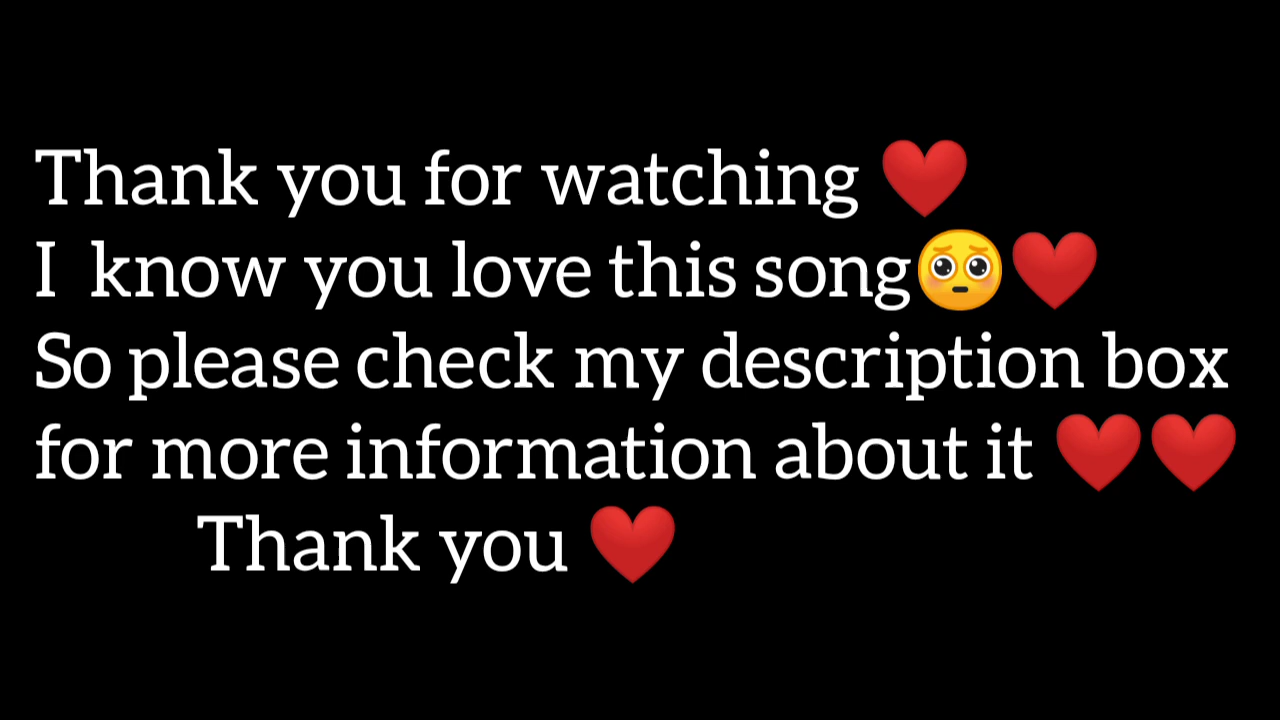 Thank you for watching ❤️
I  know you love this song🥺❤️
So please check my description box
for more information about it ❤️❤️
Thank you ❤️